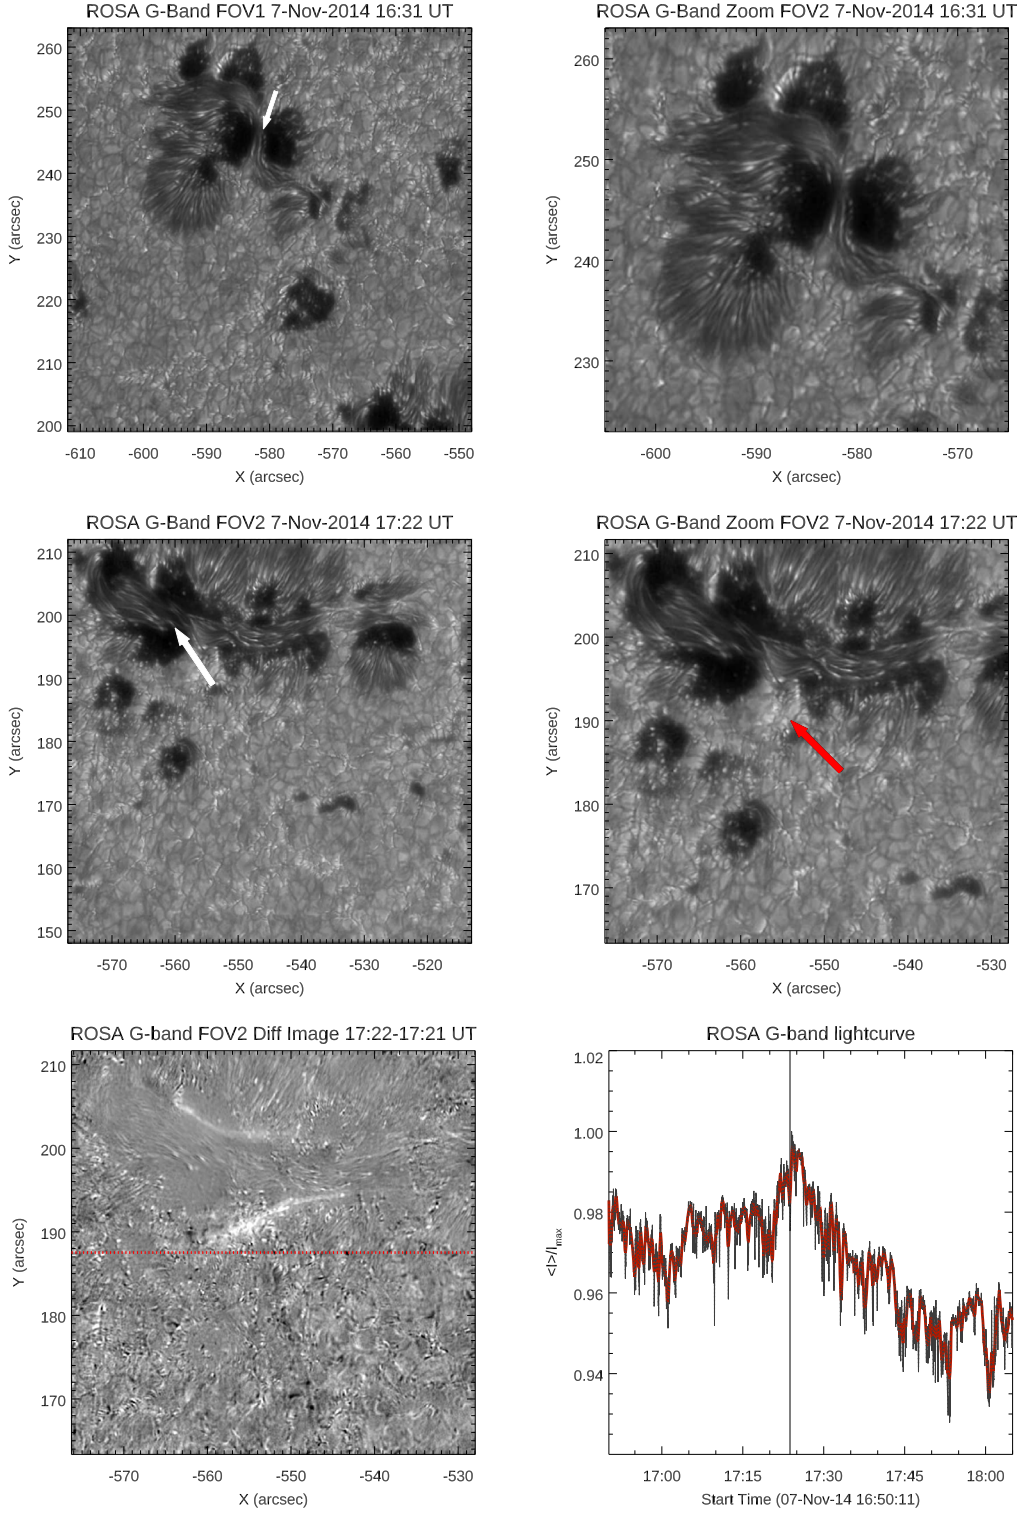 ROSA G-Band FOV1 7-Nov-2014 16:31 UT
260
250
240
230
220
210
200
Y (arcsec)
-610 -600 -590 -580 -570 -560 -550
X (arcsec)
ROSA G-Band Zoom FOV2 7-Nov-2014 16:31 UT
260
250
240
230
Y (arcsec)
-600 -590 -580 -570
X (arcsec)
ROSA G-Band FOV2 7-Nov-2014 17:22 UT
210
200
190
180
170
160
150
Y (arcsec)
-570 -560 -550 -540 -530 -520
X (arcsec)
ROSA G-Band Zoom FOV2 7-Nov-2014 17:22 UT
210
200
190
180
170
Y (arcsec)
-570 -560 -550 -540 -530
X (arcsec)
ROSA G-band FOV2 Diff Image 17:22-17:21 UT
210
200
190
180
170
Y (arcsec)
-570 -560 -550 -540 -530
X (arcsec)
ROSA G-band lightcurve
1.02
1.00
0.98
0.96
0.94
<I>/Imax
17:00 17:15 17:30 17:45 18:00
Start Time (07-Nov-14 16:50:11)